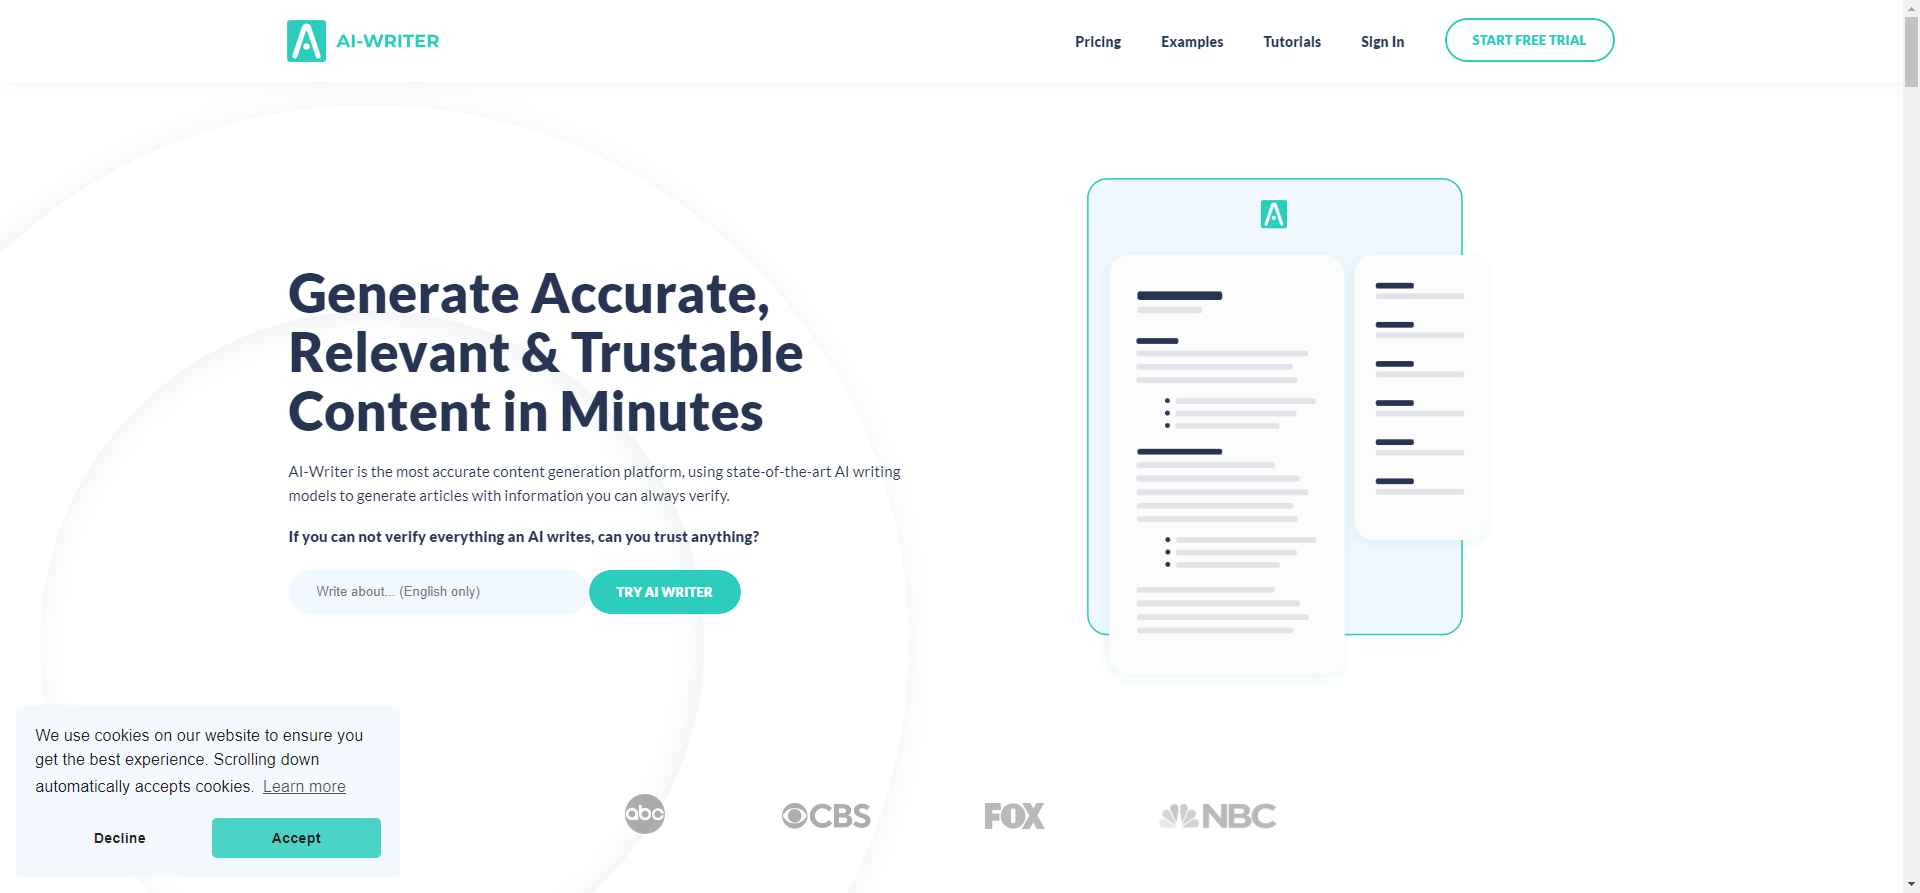 AI-WRITER
Pricing
Examples
Tutorials
Sign In
START FREE TRIAL
Generate Accurate,
Relevant & Trustable
Content in Minutes
AI-Writer is the most accurate content generation platform, using state-of-the-art AI writing
models to generate articles with information you can always verify.
If you can not verify everything an AI writes, can you trust anything?
Write about... (English only)
TRY AI WRITER
We use cookies on our website to ensure you
get the best experience. Scrolling down
automatically accepts cookies. Learn more
Decline
Accept
abc
CBS
FOX
NBC